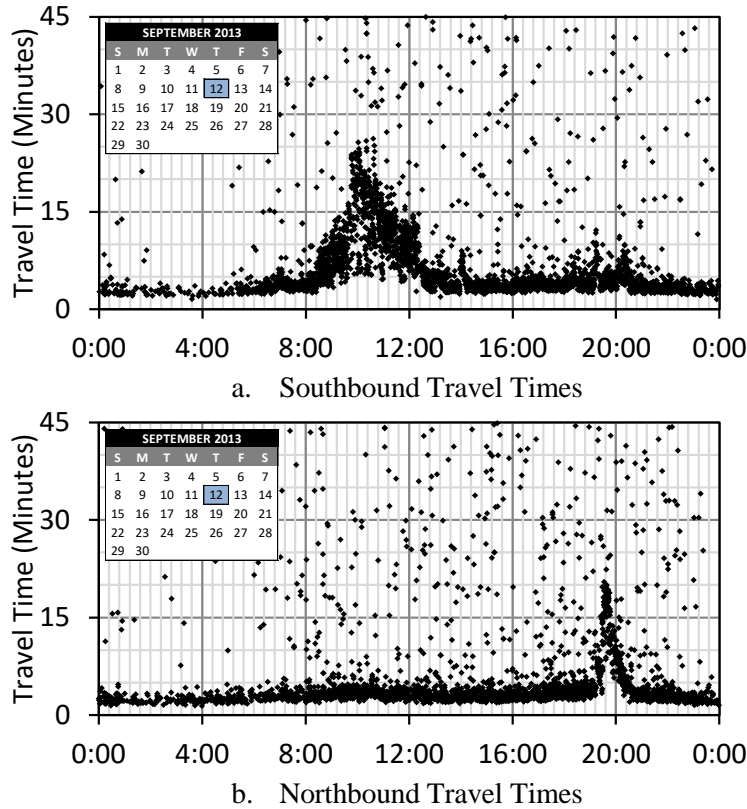 45
30
15
0
Travel Time (Minutes)
SEPTEMBER 2013
S M T W T F S
1 2 3 4 5 6 7
8 9 10 11 12 13 14
15 16 17 18 19 20 21
22 23 24 25 26 27 28
29 30
0:00 4:00 8:00 12:00 16:00 20:00 0:00
a. Southbound Travel Times
45
30
15
0
Travel Time (Minutes)
SEPTEMBER 2013
S M T W T F S
1 2 3 4 5 6 7
8 9 10 11 12 13 14
15 16 17 18 19 20 21
22 23 24 25 26 27 28
29 30
0:00 4:00 8:00 12:00 16:00 20:00 0:00
b. Northbound Travel Times